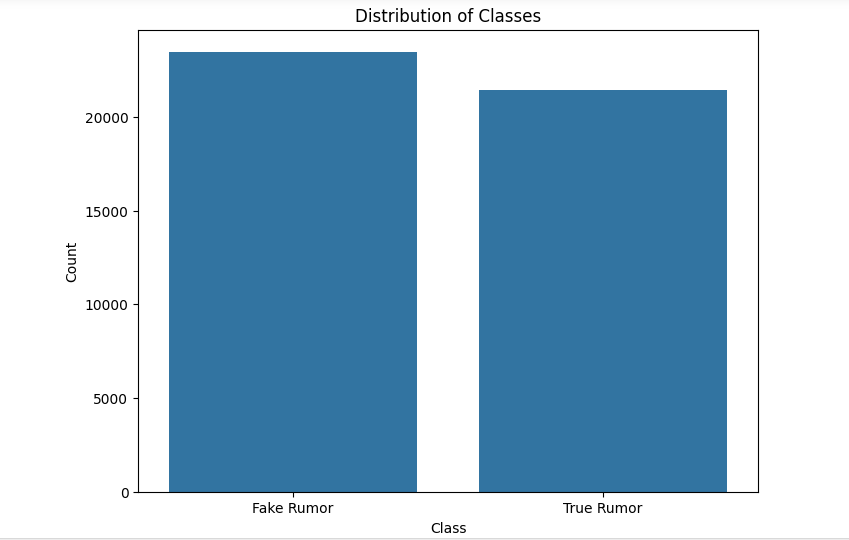 Distribution of Classes
20000
15000
10000
5000
0
Count
Fake Rumor
True Rumor
Class